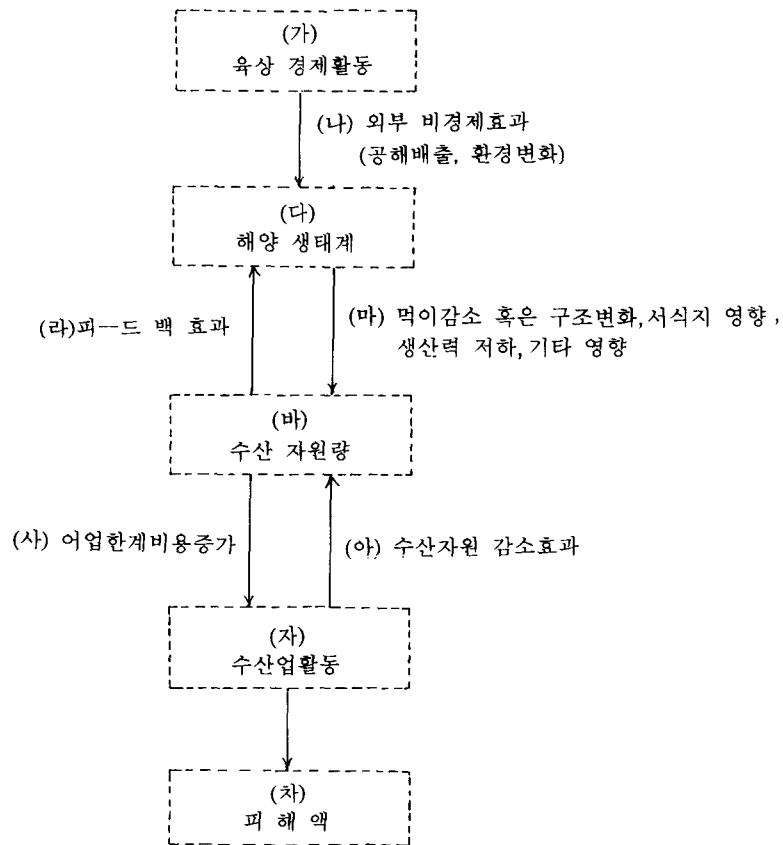 (가)
육상 경제활동
(나) 외부 비경제효과
(공해배출, 환경변화)
(다)
해양 생태계
(라)피―드 백 효과
(마) 먹이감소 혹은 구조변화,서식지 영향,
생산력 저하,기타 영향
(바)
수산 자원량
(사) 어업한계비용증가
(아) 수산자원 감소효과
(자)
수산업활동
(차)
피 해 액